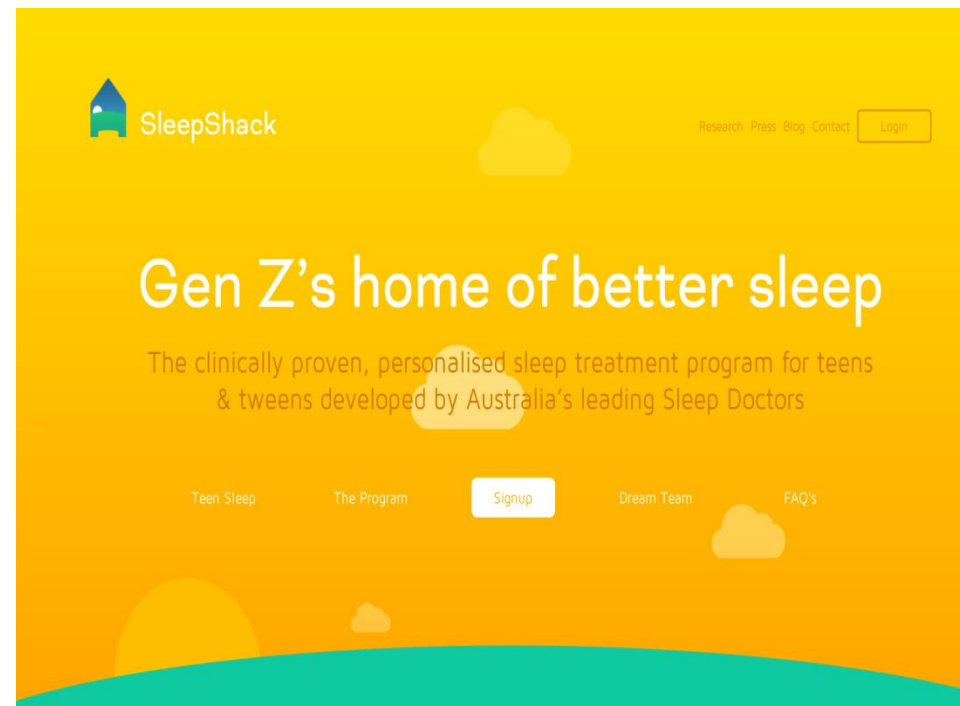 SleepShack
Research Press Blog Contact Login
Gen Z's home of better sleep
The clinically proven, personalised sleep treatment program for teens
& tweens developed by Australia's leading Sleep Doctors
Teen Sleep The Program Signup Dream Team FAQ's